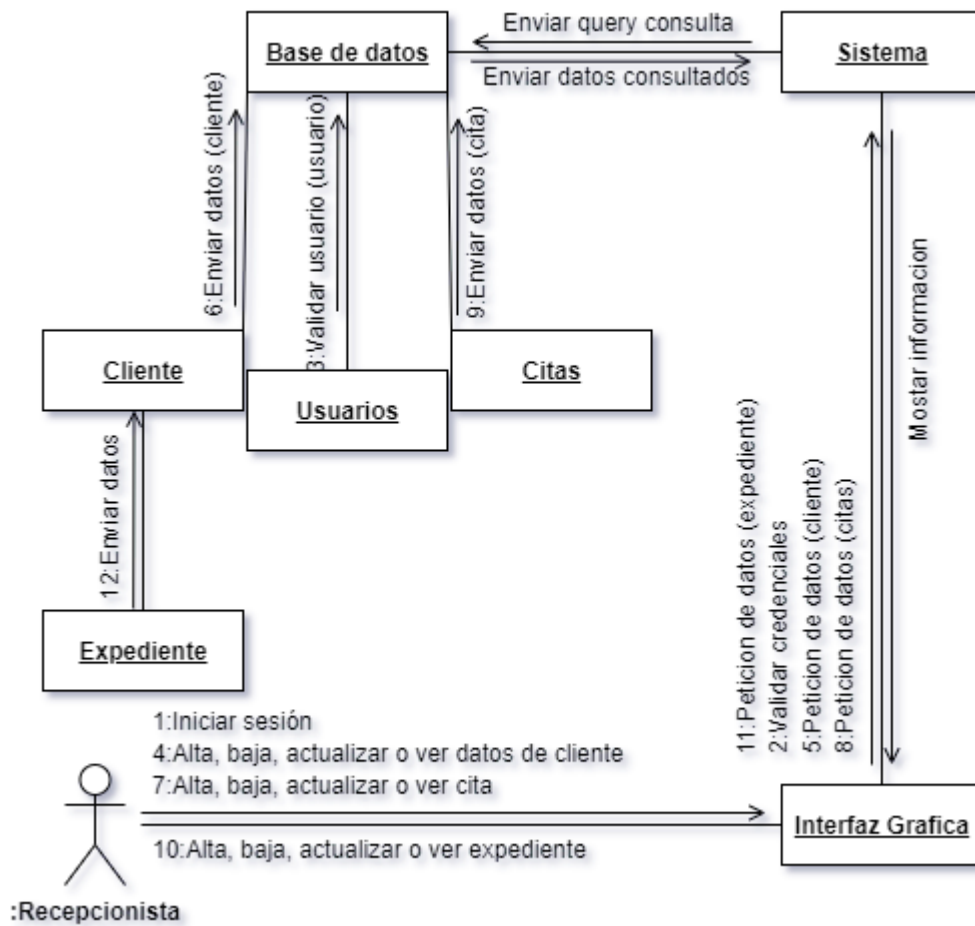 Enviar query consulta
Base de datos
Sistema
Enviar datos consultados
6:Enviar datos (cliente)
3:Validar usuario (usuario)
9:Enviar datos (cita)
Cliente
Usuarios
Citas
Mostar informacion
12:Enviar datos
11:Peticion de datos (expediente)
2:Validar credenciales
5:Peticion de datos (cliente)
8:Peticion de datos (citas)
Expediente
1:Iniciar sesión
4:Alta, baja, actualizar o ver datos de cliente
7:Alta, baja, actualizar o ver cita
10:Alta, baja, actualizar o ver expediente
Interfaz Grafica
:Recepcionista